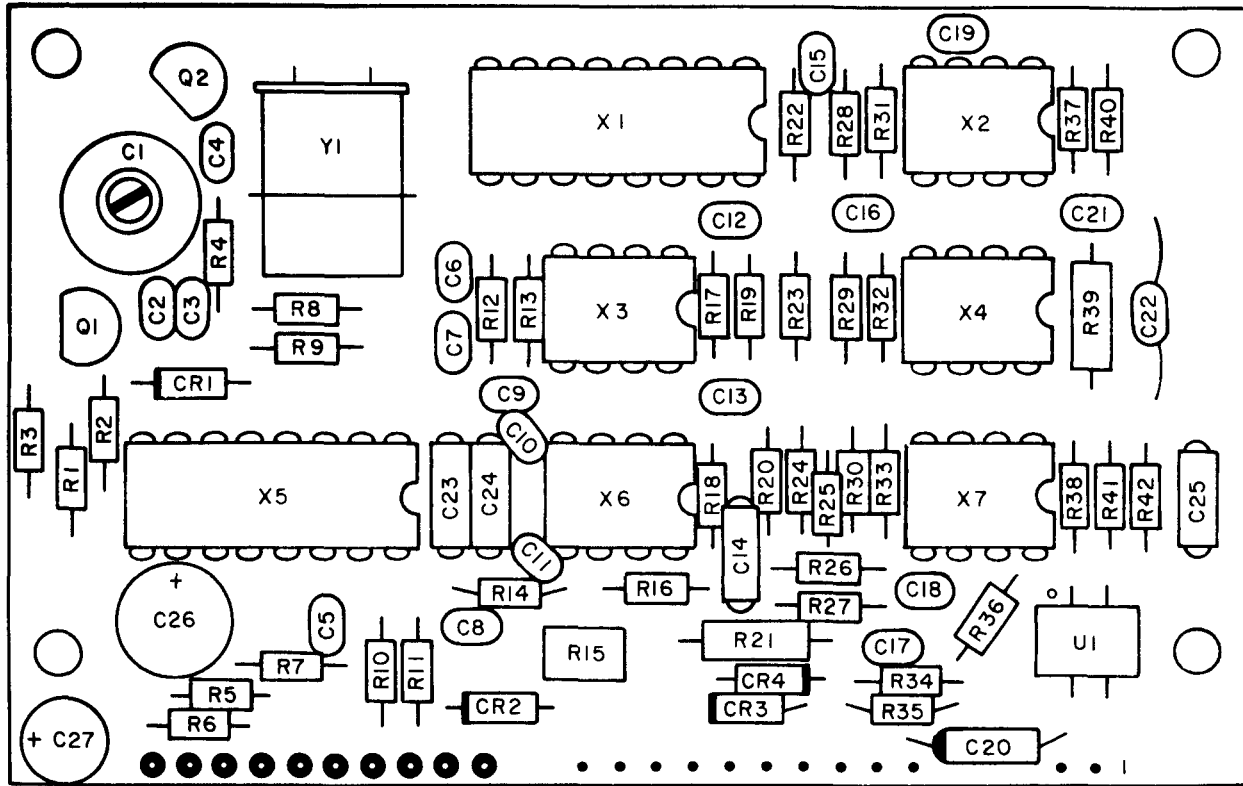 C19
Q2
C15
C1
C4
Y1
X1
R22
R28
R31
X2
R37
R40
C12
C16
C21
R4
C6
C2
C3
Q1
R8
R12
R13
X3
R17
R19
R23
R29
R32
X4
R39
C22
C7
R9
CR1
C9
C13
R3
R1
R2
C10
X5
C23
C24
X6
R18
R20
R24
R25
R30
R33
X7
R38
R41
R42
C25
C14
C11
+
C26
R14
R16
R26
C18
R27
R36
C5
C8
R21
U1
R7
R10
R11
R15
C17
R5
CR4
R34
R6
CR2
CR3
R35
+ C27
C20
1